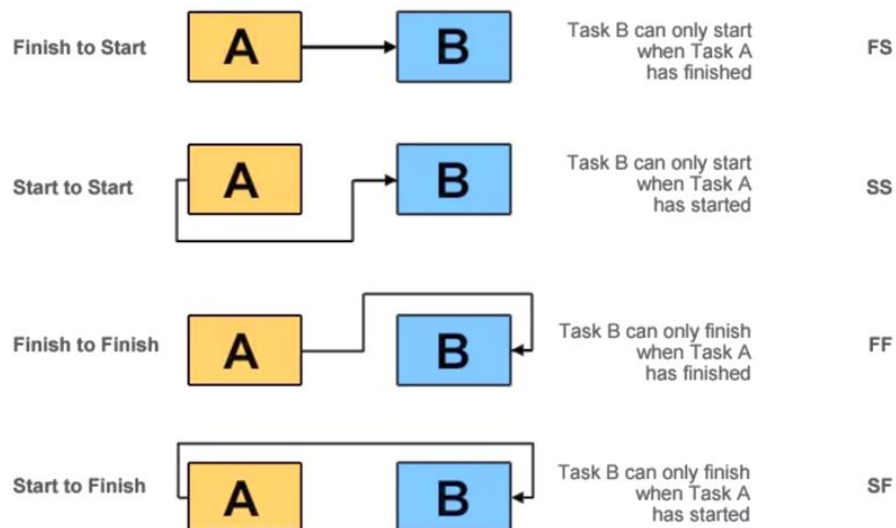 Finish to Start
A
B
Task B can only start
when Task A
has finished
FS
Start to Start
A
B
Task B can only start
when Task A
has started
SS
Finish to Finish
A
B
Task B can only finish
when Task A
has finished
FF
Start to Finish
A
B
Task B can only finish
when Task A
has started
SF